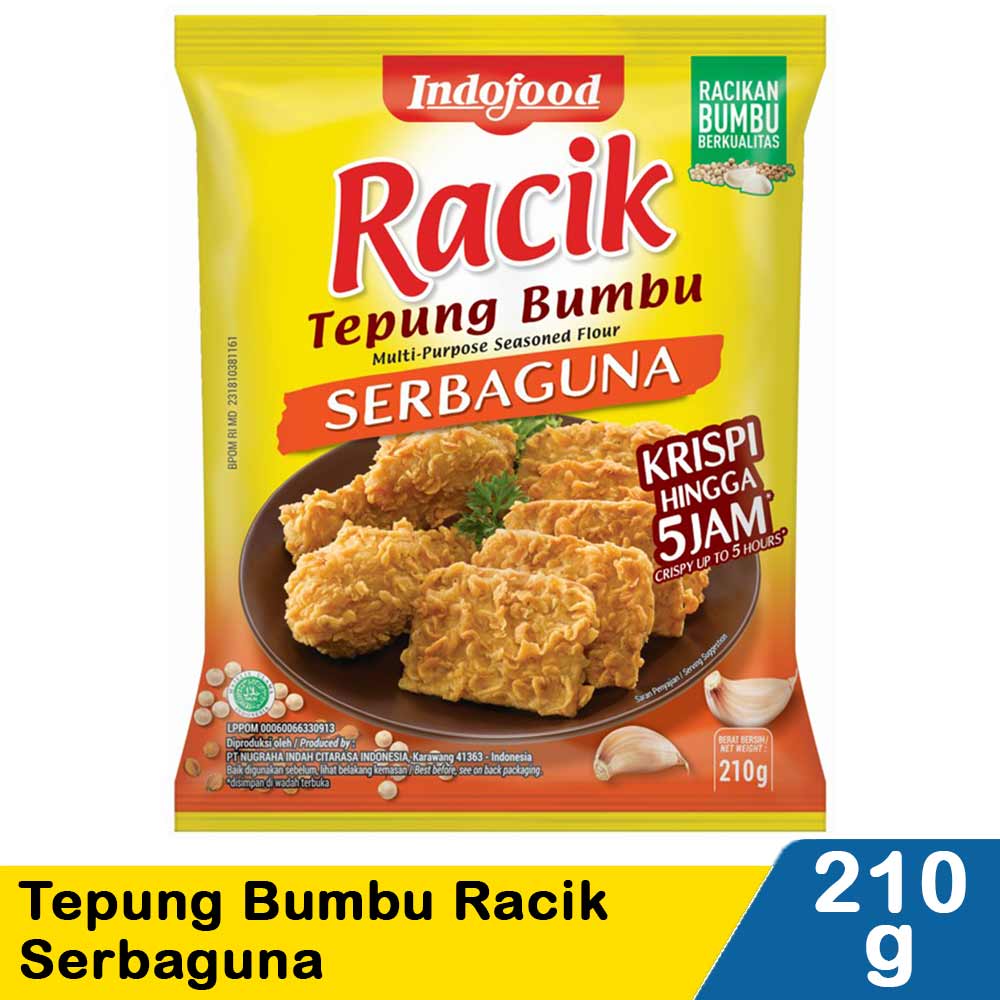 Indofood
RACIKAN
BUMBU
BERKUALITAS
Racik
Tepung Bumbu
Multi-Purpose Seasoned Flour
SERBAGUNA
BPOM RI MD 231810381161
KRISPI
HINGGA
5 JAM*
CRISPY UP TO 5 HOURS*
Saran Penyajian / Serving Suggestion
HALAL
LPPOM 00060066330913
Diproduksi oleh / Produced by :
PT NUGRAHA INDAH CITARASA INDONESIA, Karawang 41363 - Indonesia
Baik digunakan sebelum, lihat belakang kemasan / Best before, see on back packaging
*disimpan di wadah terbuka
BERAT BERSIH/
NET WEIGHT :
210g
Tepung Bumbu Racik
Serbaguna
210
g